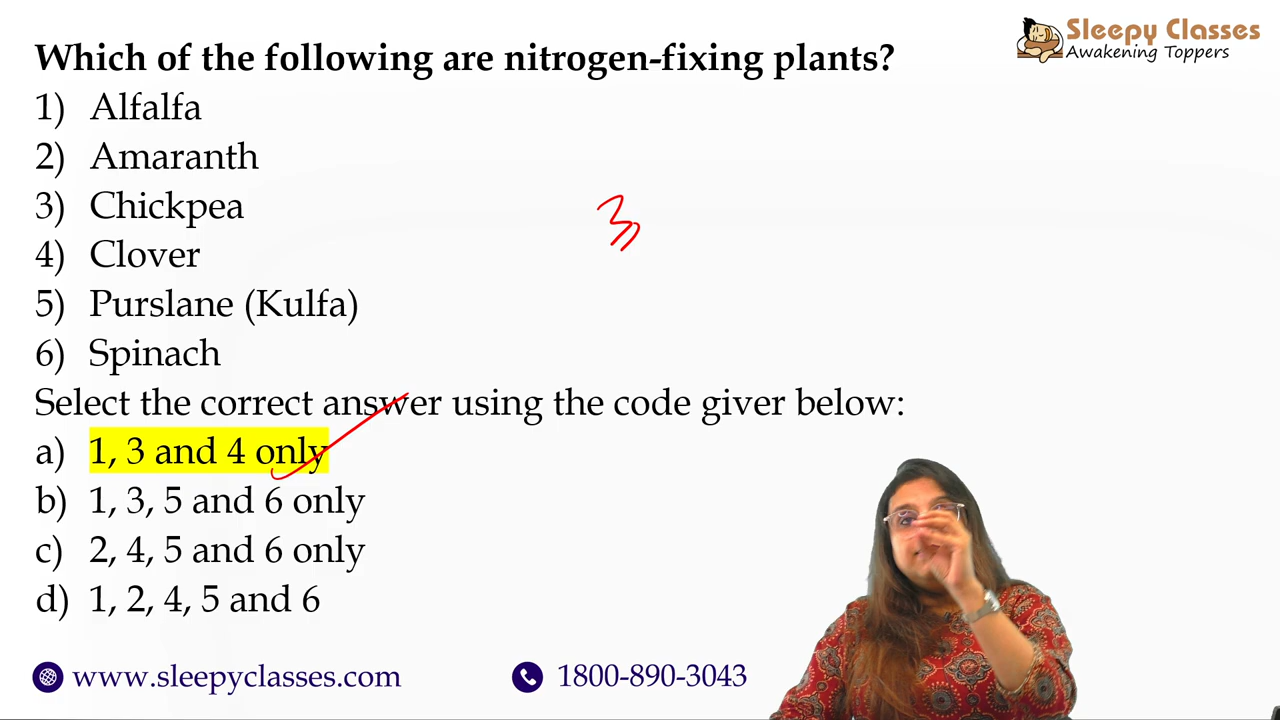 Which of the following are nitrogen-fixing plants?
Sleepy Classes
Awakening Toppers
1) Alfalfa
2) Amaranth
3) Chickpea
3
4) Clover
5) Purslane (Kulfa)
6) Spinach
Select the correct answer using the code giver below:
a) 1, 3 and 4 only
b) 1, 3, 5 and 6 only
c) 2, 4, 5 and 6 only
d) 1, 2, 4, 5 and 6
www.sleepyclasses.com
1800-890-3043